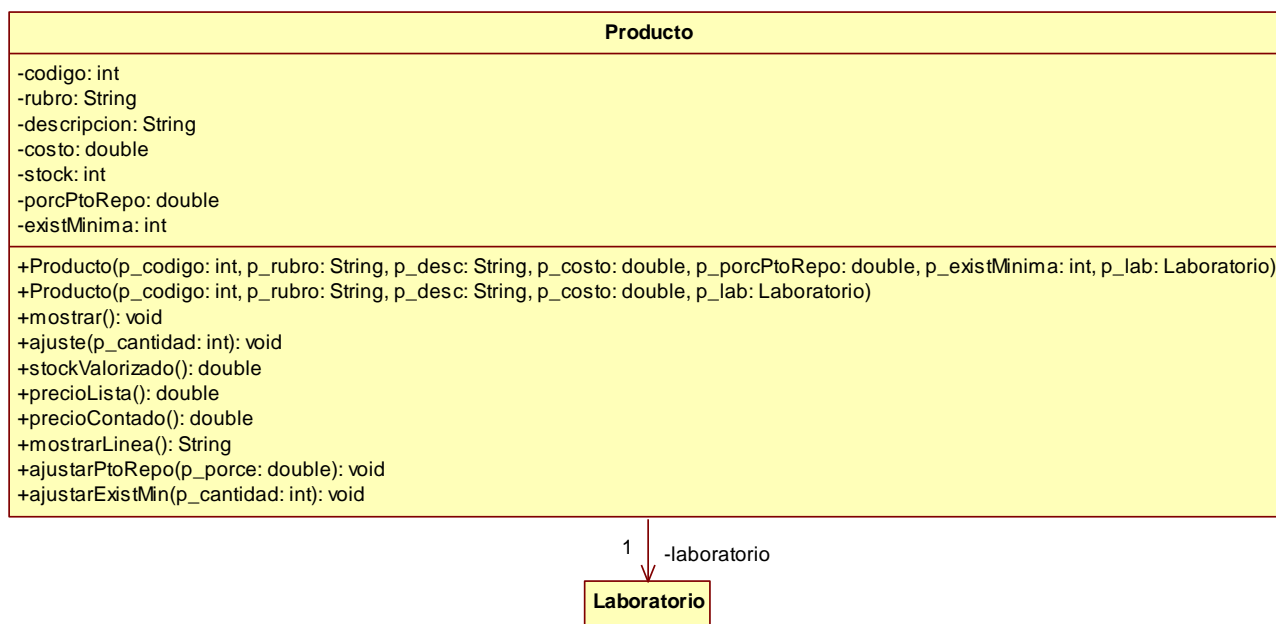 Producto
-codigo: int
-rubro: String
-descripcion: String
-costo: double
-stock: int
-porcPtoRepo: double
-existMinima: int
+Producto(p_codigo: int, p_rubro: String, p_desc: String, p_costo: double, p_porcPtoRepo: double, p_existMinima: int, p_lab: Laboratorio)
+Producto(p_codigo: int, p_rubro: String, p_desc: String, p_costo: double, p_lab: Laboratorio)
+mostrar(): void
+ajuste(p_cantidad: int): void
+stockValorizado(): double
+precioLista(): double
+precioContado(): double
+mostrarLinea(): String
+ajustarPtoRepo(p_porce: double): void
+ajustarExistMin(p_cantidad: int): void
1 -laboratorio
Laboratorio